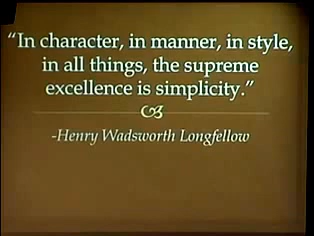 “In character, in manner, in style,
in all things, the supreme
excellence is simplicity.”
-Henry Wadsworth Longfellow